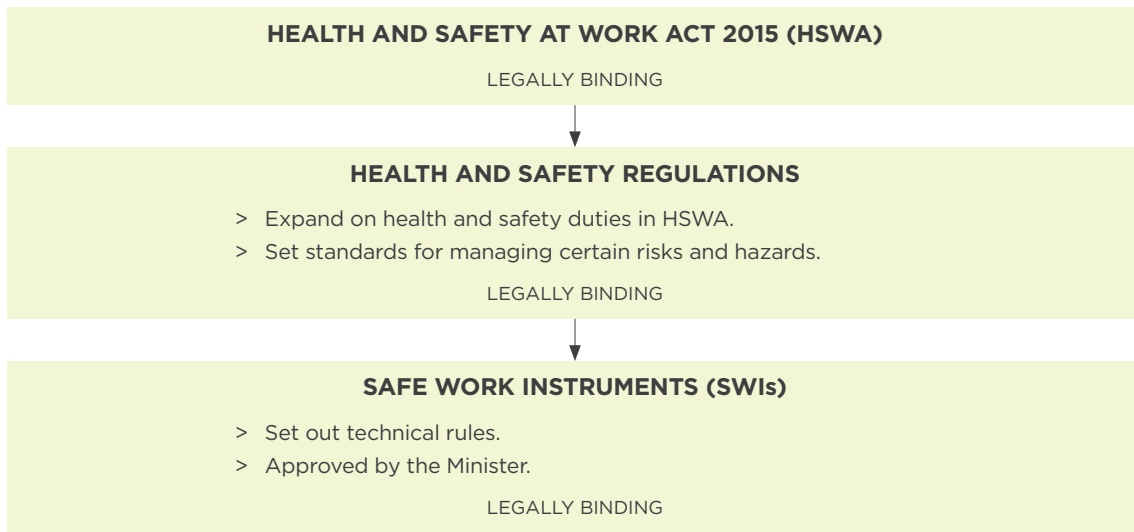 HEALTH AND SAFETY AT WORK ACT 2015 (HSWA)
LEGALLY BINDING
HEALTH AND SAFETY REGULATIONS
> Expand on health and safety duties in HSWA.
> Set standards for managing certain risks and hazards.
LEGALLY BINDING
SAFE WORK INSTRUMENTS (SWIs)
> Set out technical rules.
> Approved by the Minister.
LEGALLY BINDING